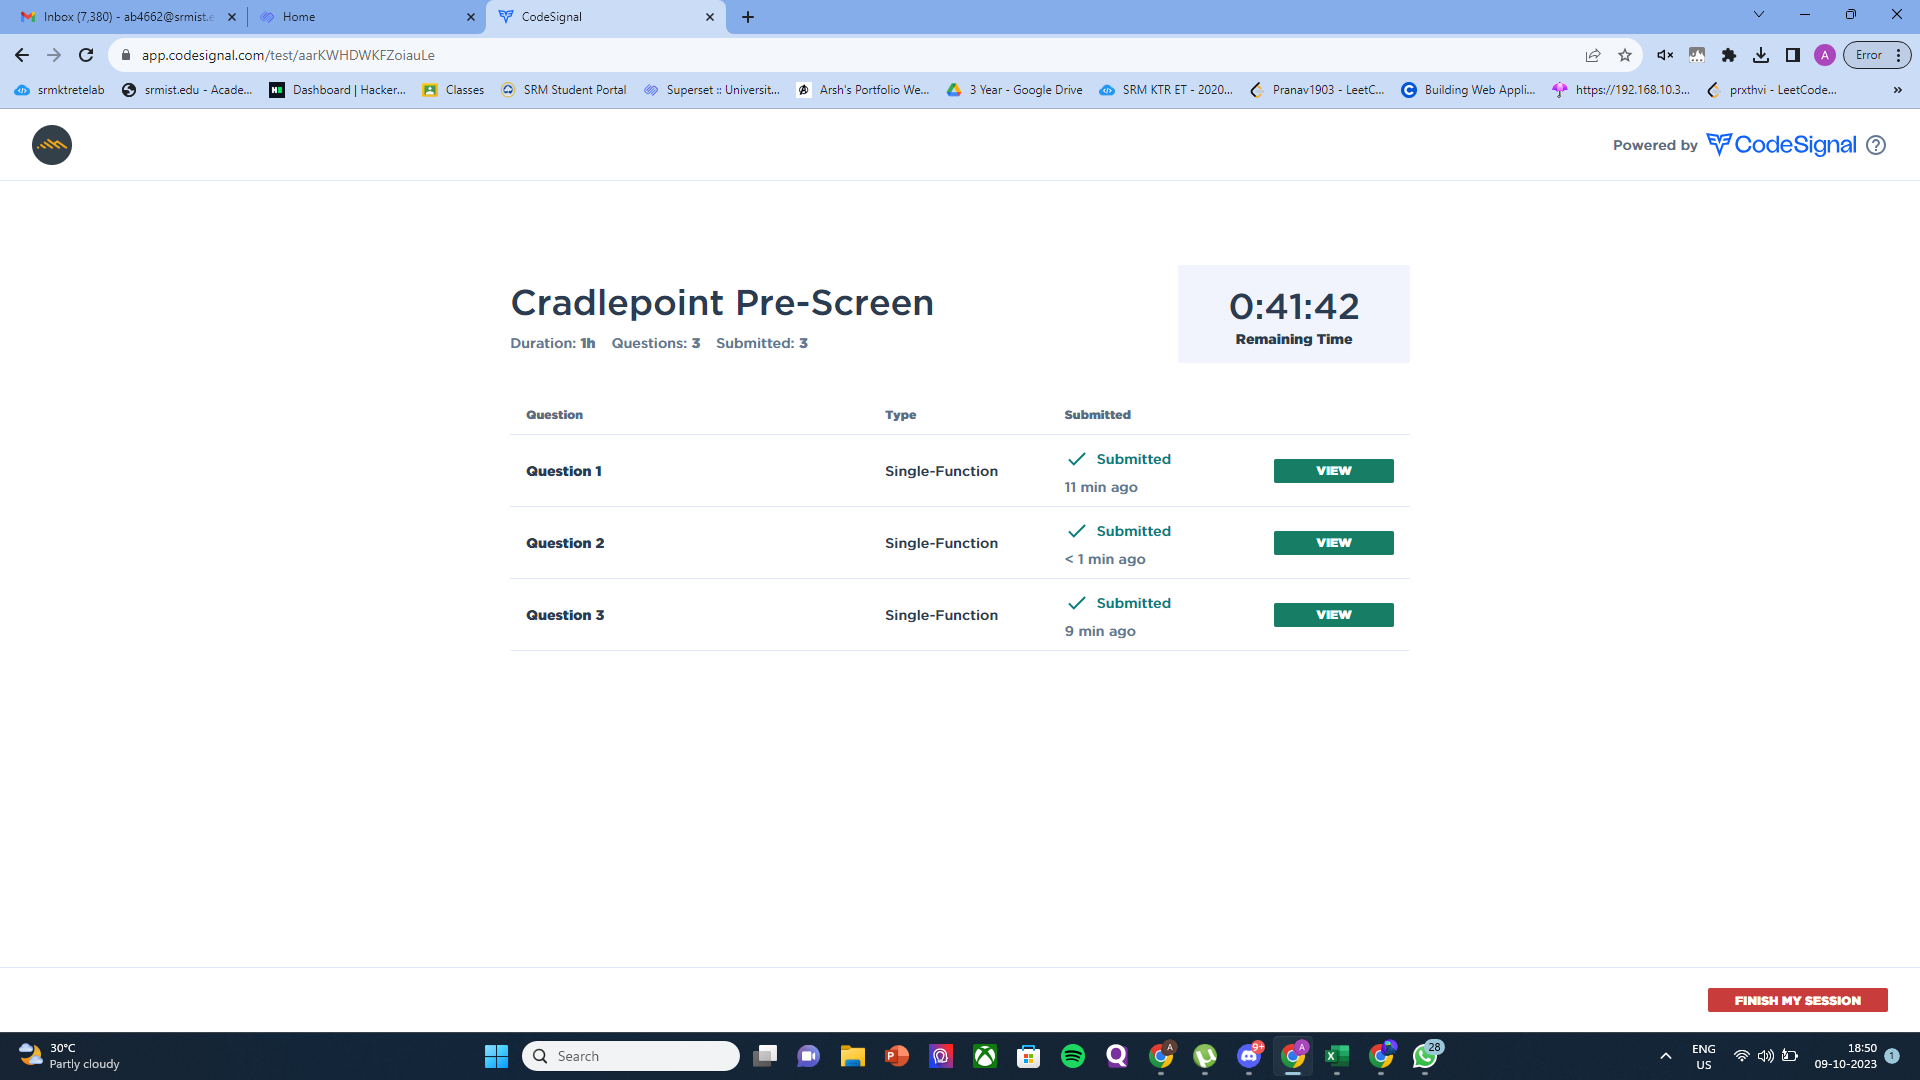 Inbox (7,380) - ab4662@srmist.e
Home
CodeSignal
app.codesignal.com/test/aarKWHDWKFZoiauLe
A
Error
srmktretelab
srmist.edu - Acade...
Dashboard | Hacker...
Classes
SRM Student Portal
Superset :: Universit...
Arsh's Portfolio We...
3 Year - Google Drive
SRM KTR ET - 2020...
Pranav1903 - LeetC...
Building Web Appli...
https://192.168.10.3...
prxthvi - LeetCode...
»
Powered by CodeSignal
Cradlepoint Pre-Screen
Duration: 1h Questions: 3 Submitted: 3
0:41:42
Remaining Time
Question Type Submitted
Question 1 Single-Function Submitted VIEW
11 min ago
Question 2 Single-Function Submitted VIEW
< 1 min ago
Question 3 Single-Function Submitted VIEW
9 min ago
FINISH MY SESSION
30°C
Partly cloudy
Search
9+
28
ENG
US
18:50
09-10-2023
1